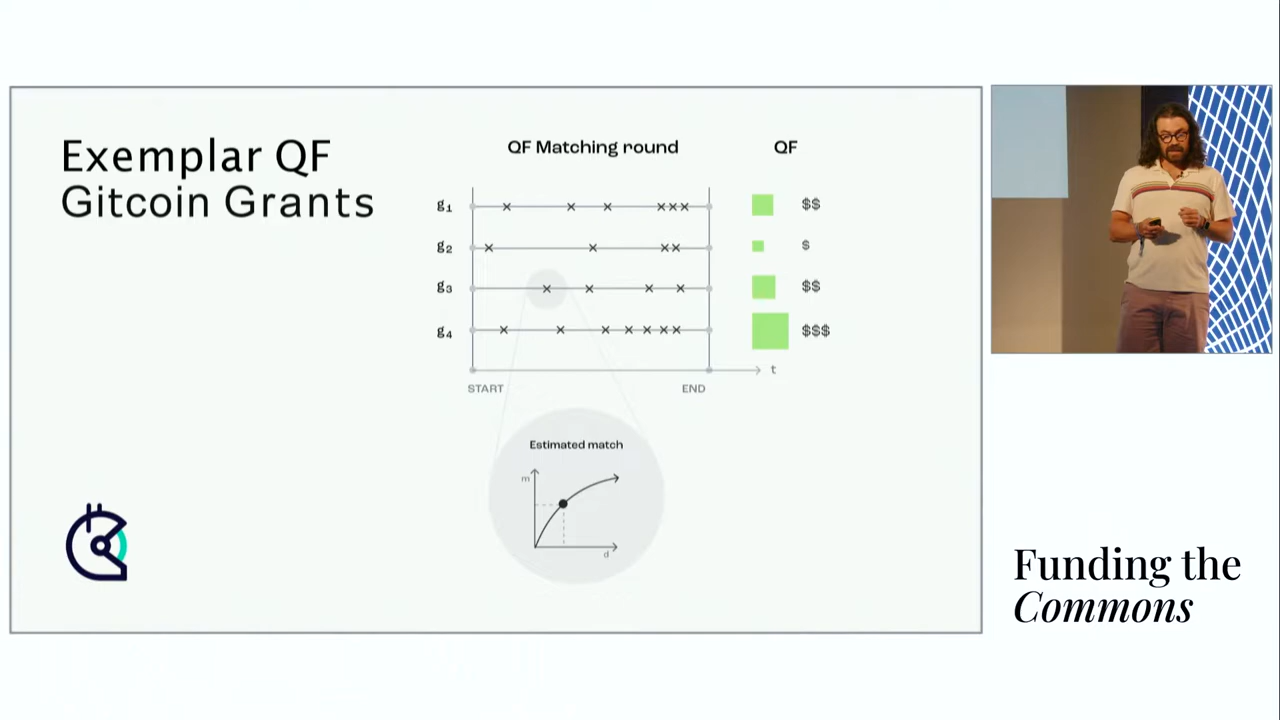 Exemplar QF
Gitcoin Grants
QF Matching round
QF
g1
$$
g2
$
g3
$$
g4
$$$
t
START
END
Estimated match
m
d
Funding the
Commons